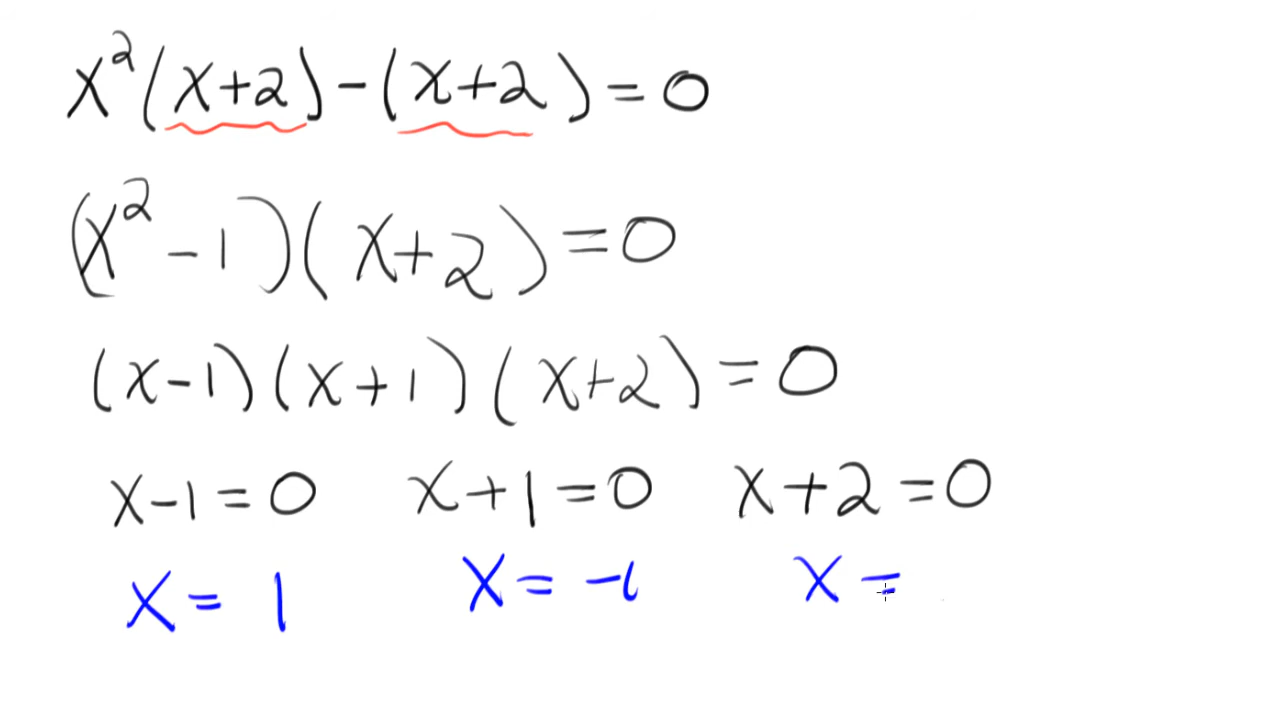 x²(x+2)-(x+2)=0
(x²-1)(x+2)=0
(x-1)(x+1)(x+2)=0
x-1=0 x+1=0 x+2=0
x=1 x=-1 x=